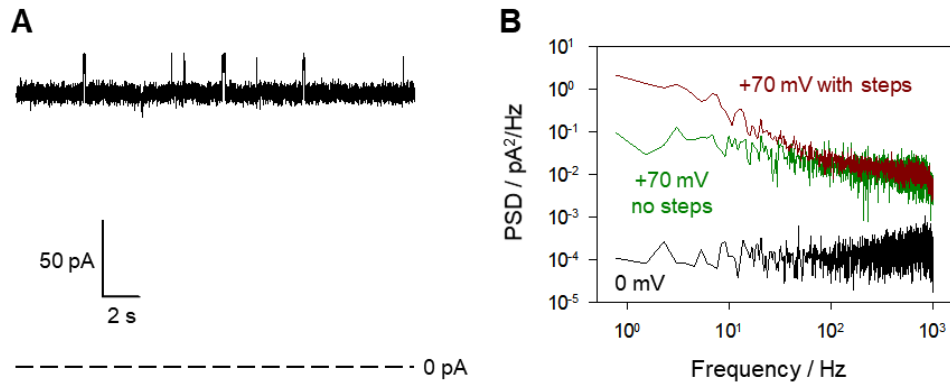 A
50 pA
2 s
0 pA
B
PSD / pA²/Hz
10¹
10⁰
10⁻¹
10⁻²
10⁻³
10⁻⁴
10⁻⁵
+70 mV with steps
+70 mV
no steps
0 mV
10⁰
10¹
10²
10³
Frequency / Hz